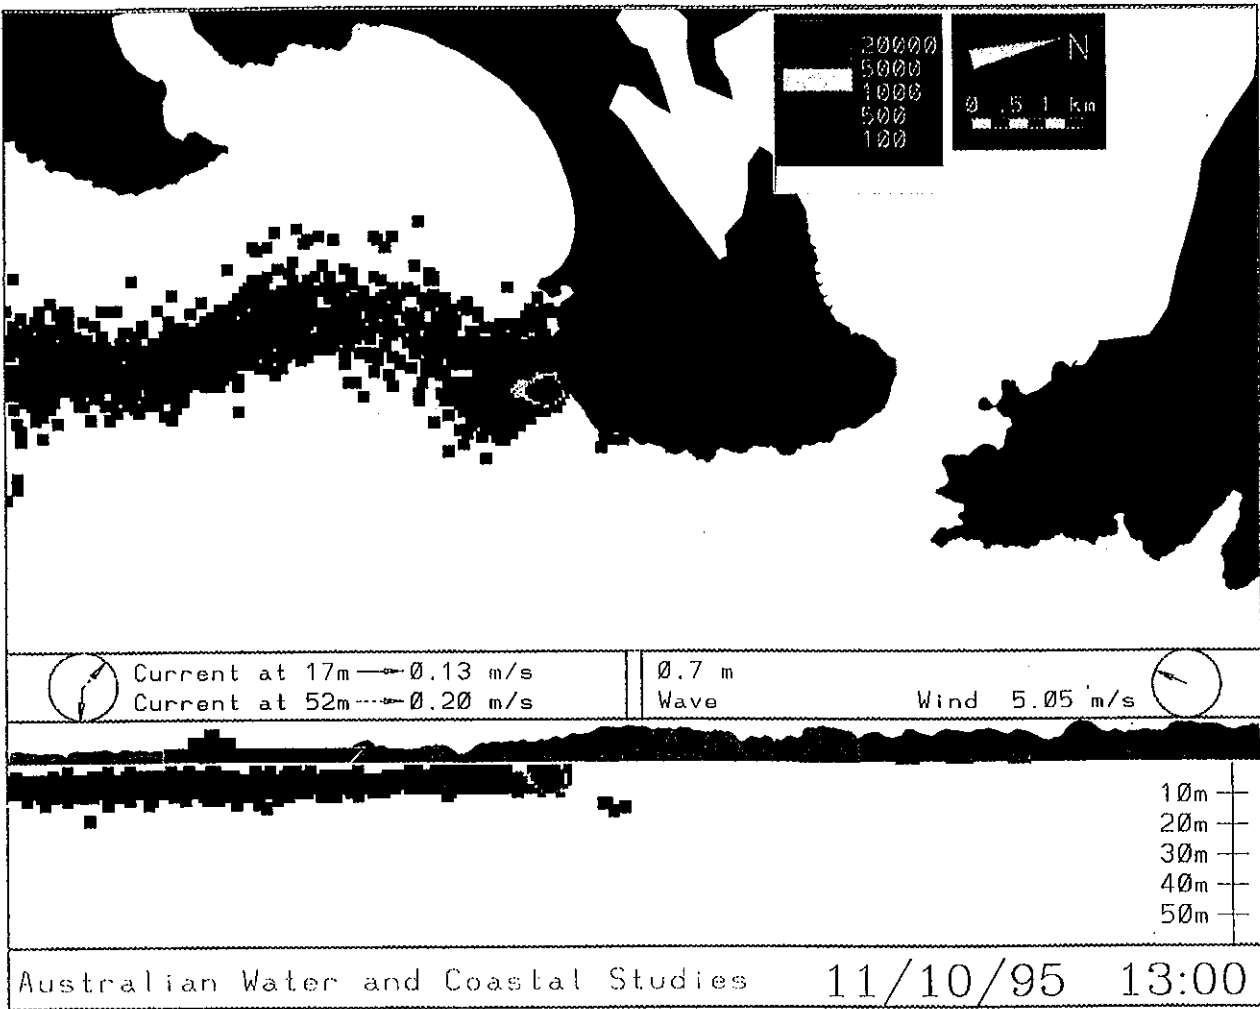 20000
5000
1000
500
100
N
0 .5 1 km
Current at 17m 0.13 m/s
Current at 52m 0.20 m/s
0.7 m
Wave
Wind 5.05 m/s
10m
20m
30m
40m
50m
Australian Water and Coastal Studies 11/10/95 13:00